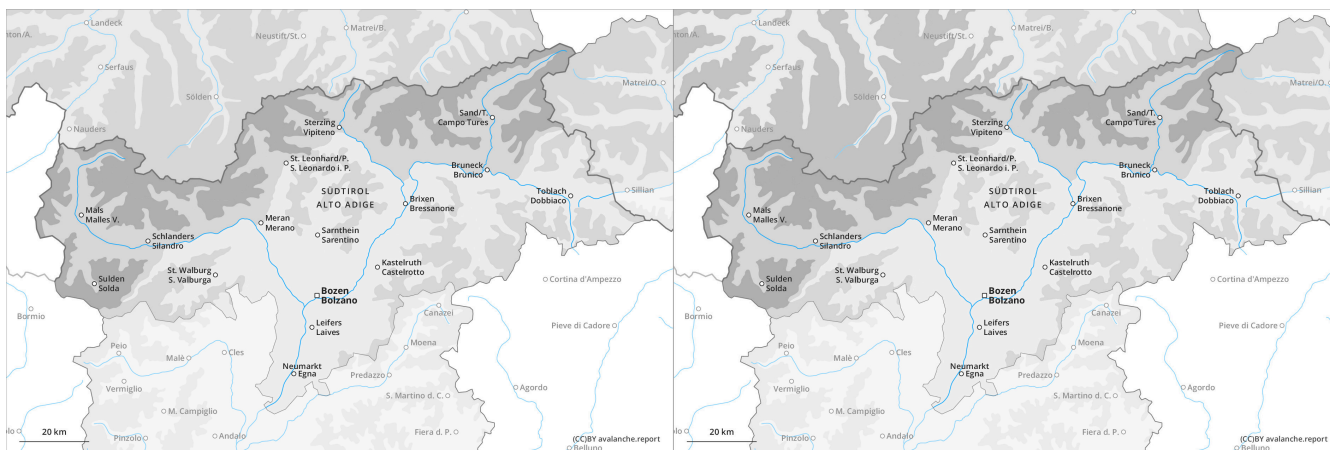 Landeck
nton/A.
Neustift/St.
Matrei/B.
Serfaus
Sölden
Matrei/O.
Nauders
Sterzing
Vipiteno
Sand/T.
Campo Tures
St. Leonhard/P.
S. Leonardo i. P.
Bruneck
Brunico
SÜDTIROL
ALTO ADIGE
Toblach
Dobbiaco
Sillian
Mals
Malles V.
Brixen
Bressanone
Meran
Merano
Schlanders
Silandro
Sarnthein
Sarentino
St. Walburg
S. Valburga
Kastelruth
Castelrotto
Sulden
Solda
Cortina d'Ampezzo
Bozen
Bolzano
Bormio
Canazei
Leifers
Laives
Pieve di Cadore
Peio
Malè
Cles
Moena
Neumarkt
Egna
Predazzo
Vermiglio
Agordo
S. Martino d. C.
M. Campiglio
20 km
Pinzolo
Andalo
Fiera d. P.
(CC)BY avalanche.report
Belluno
Landeck
nton/A.
Neustift/St.
Matrei/B.
Serfaus
Sölden
Matrei/O.
Nauders
Sterzing
Vipiteno
Sand/T.
Campo Tures
St. Leonhard/P.
S. Leonardo i. P.
Bruneck
Brunico
SÜDTIROL
ALTO ADIGE
Toblach
Dobbiaco
Sillian
Mals
Malles V.
Brixen
Bressanone
Meran
Merano
Schlanders
Silandro
Sarnthein
Sarentino
St. Walburg
S. Valburga
Kastelruth
Castelrotto
Sulden
Solda
Cortina d'Ampezzo
Bozen
Bolzano
Bormio
Canazei
Leifers
Laives
Pieve di Cadore
Peio
Malè
Cles
Moena
Neumarkt
Egna
Predazzo
Vermiglio
Agordo
S. Martino d. C.
M. Campiglio
20 km
Pinzolo
Andalo
Fiera d. P.
(CC)BY avalanche.report
Belluno